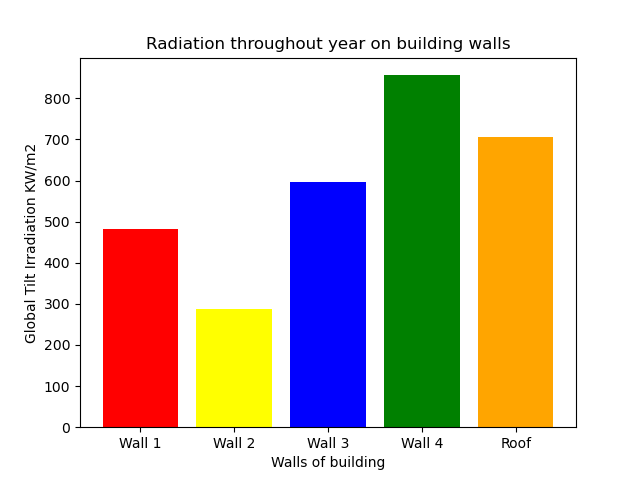 Radiation throughout year on building walls
Global Tilt Irradiation KW/m2
800
700
600
500
400
300
200
100
0
Wall 1 Wall 2 Wall 3 Wall 4 Roof
Walls of building